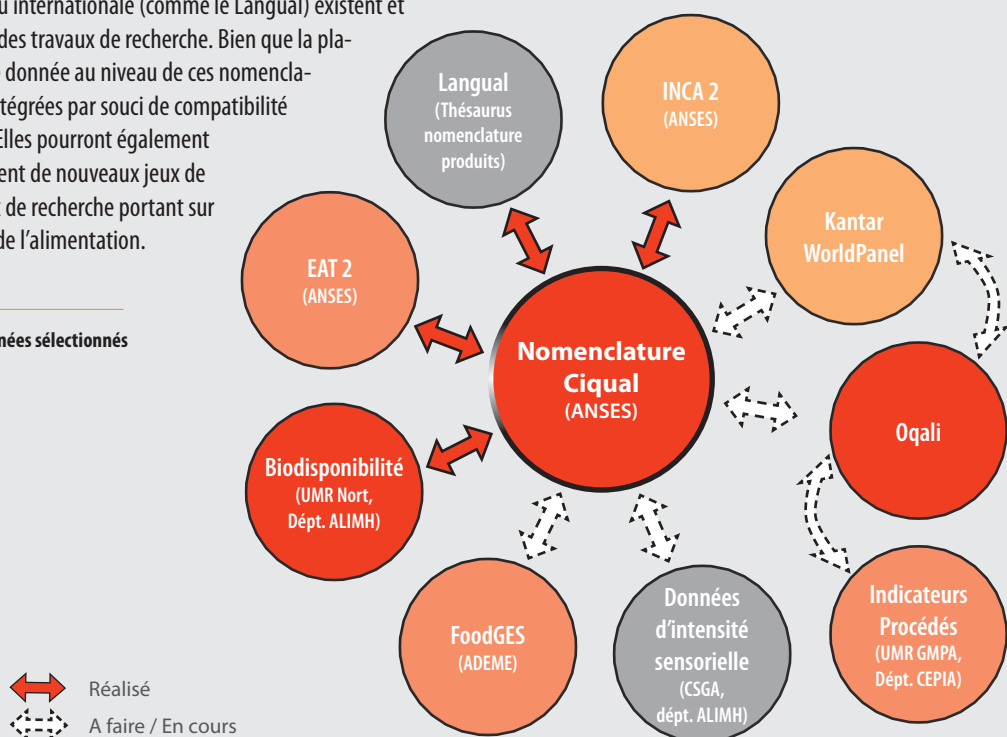 u internationale (comme le Langual) existent et
des travaux de recherche. Bien que la pla-
donnée au niveau de ces nomencla-
tégrées par souci de compatibilité
Elles pourront également
ent de nouveaux jeux de
de recherche portant sur
de l'alimentation.
nées sélectionnés
Langual
(Thésaurus
nomenclature
produits)
INCA 2
(ANSES)
Kantar
WorldPanel
EAT 2
(ANSES)
Nomenclature
Ciqual
(ANSES)
Oqali
Biodisponibilité
(UMR Nort,
Dépt. ALIMH)
FoodGES
(ADEME)
Données
d'intensité
sensorielle
(CSGA,
dépt. ALIMH)
Indicateurs
Procédés
(UMR GMPA,
Dépt. CEPIA)
Réalisé
A faire / En cours